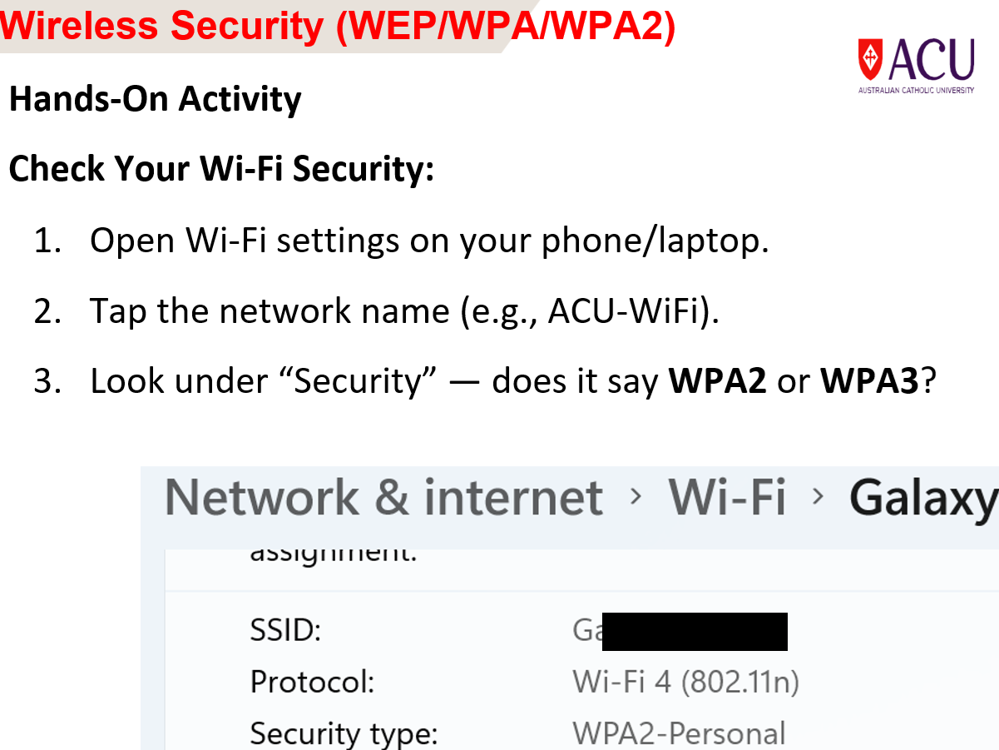 Wireless Security (WEP/WPA/WPA2)
ACU
AUSTRALIAN CATHOLIC UNIVERSITY
Hands-On Activity
Check Your Wi-Fi Security:
1. Open Wi-Fi settings on your phone/laptop.
2. Tap the network name (e.g., ACU-WiFi).
3. Look under “Security” — does it say WPA2 or WPA3?
Network & internet > Wi-Fi > Galaxy
assignment:
SSID: Ga
Protocol: Wi-Fi 4 (802.11n)
Security type: WPA2-Personal